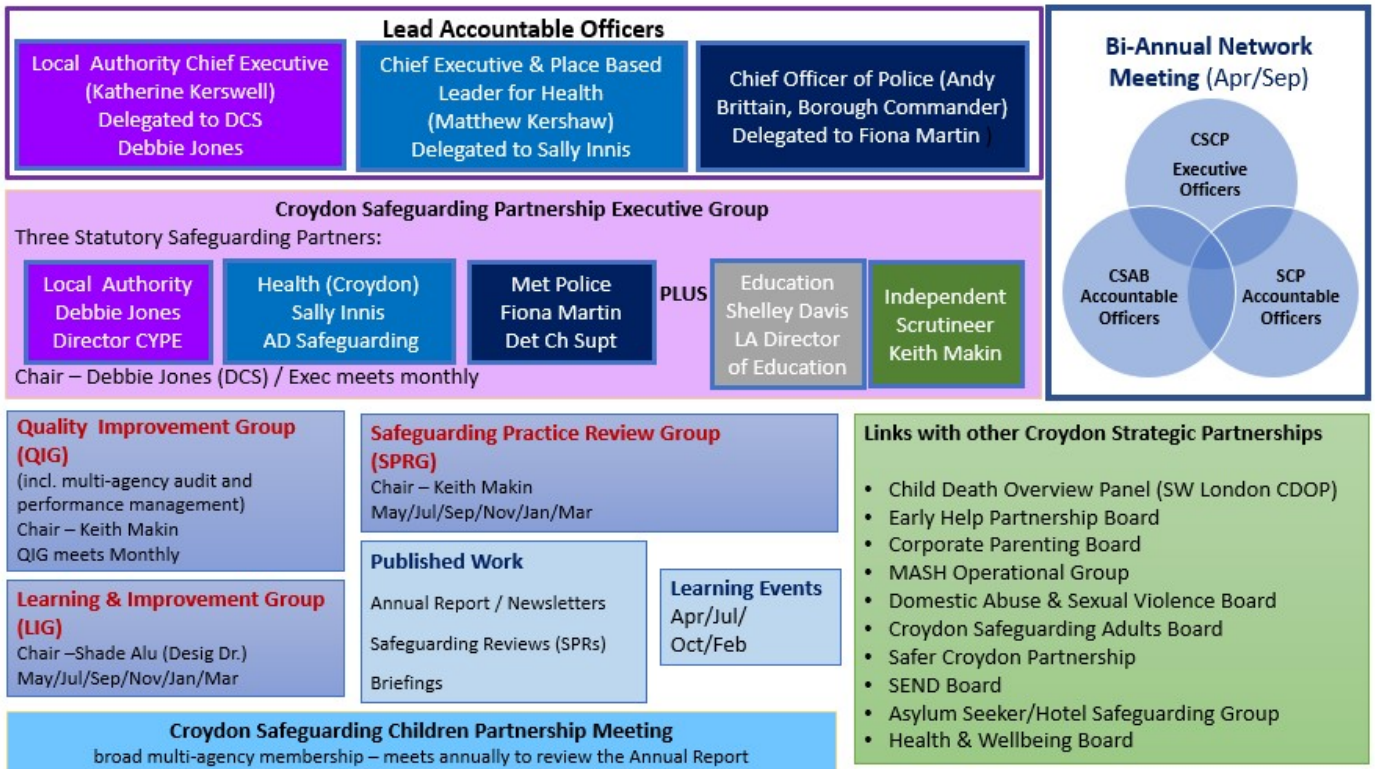 Lead Accountable Officers
Local Authority Chief Executive
(Katherine Kerswell)
Delegated to DCS
Debbie Jones
Chief Executive & Place Based
Leader for Health
(Matthew Kershaw)
Delegated to Sally Innis
Chief Officer of Police (Andy
Brittain, Borough Commander)
Delegated to Fiona Martin )
Bi-Annual Network
Meeting (Apr/Sep)
CSCP
Executive
Officers
CSAB
Accountable
Officers
SCP
Accountable
Officers
Croydon Safeguarding Partnership Executive Group
Three Statutory Safeguarding Partners:
Local Authority
Debbie Jones
Director CYPE
Health (Croydon)
Sally Innis
AD Safeguarding
Met Police
Fiona Martin
Det Ch Supt
PLUS
Education
Shelley Davis
LA Director
of Education
Independent
Scrutineer
Keith Makin
Chair – Debbie Jones (DCS) / Exec meets monthly
Quality Improvement Group
(QIG)
(incl. multi-agency audit and
performance management)
Chair – Keith Makin
QIG meets Monthly
Safeguarding Practice Review Group
(SPRG)
Chair – Keith Makin
May/Jul/Sep/Nov/Jan/Mar
Learning & Improvement Group
(LIG)
Chair –Shade Alu (Desig Dr.)
May/Jul/Sep/Nov/Jan/Mar
Published Work
Annual Report / Newsletters
Safeguarding Reviews (SPRs)
Briefings
Learning Events
Apr/Jul/
Oct/Feb
Links with other Croydon Strategic Partnerships
• Child Death Overview Panel (SW London CDOP)
• Early Help Partnership Board
• Corporate Parenting Board
• MASH Operational Group
• Domestic Abuse & Sexual Violence Board
• Croydon Safeguarding Adults Board
• Safer Croydon Partnership
• SEND Board
• Asylum Seeker/Hotel Safeguarding Group
• Health & Wellbeing Board
Croydon Safeguarding Children Partnership Meeting
broad multi-agency membership – meets annually to review the Annual Report